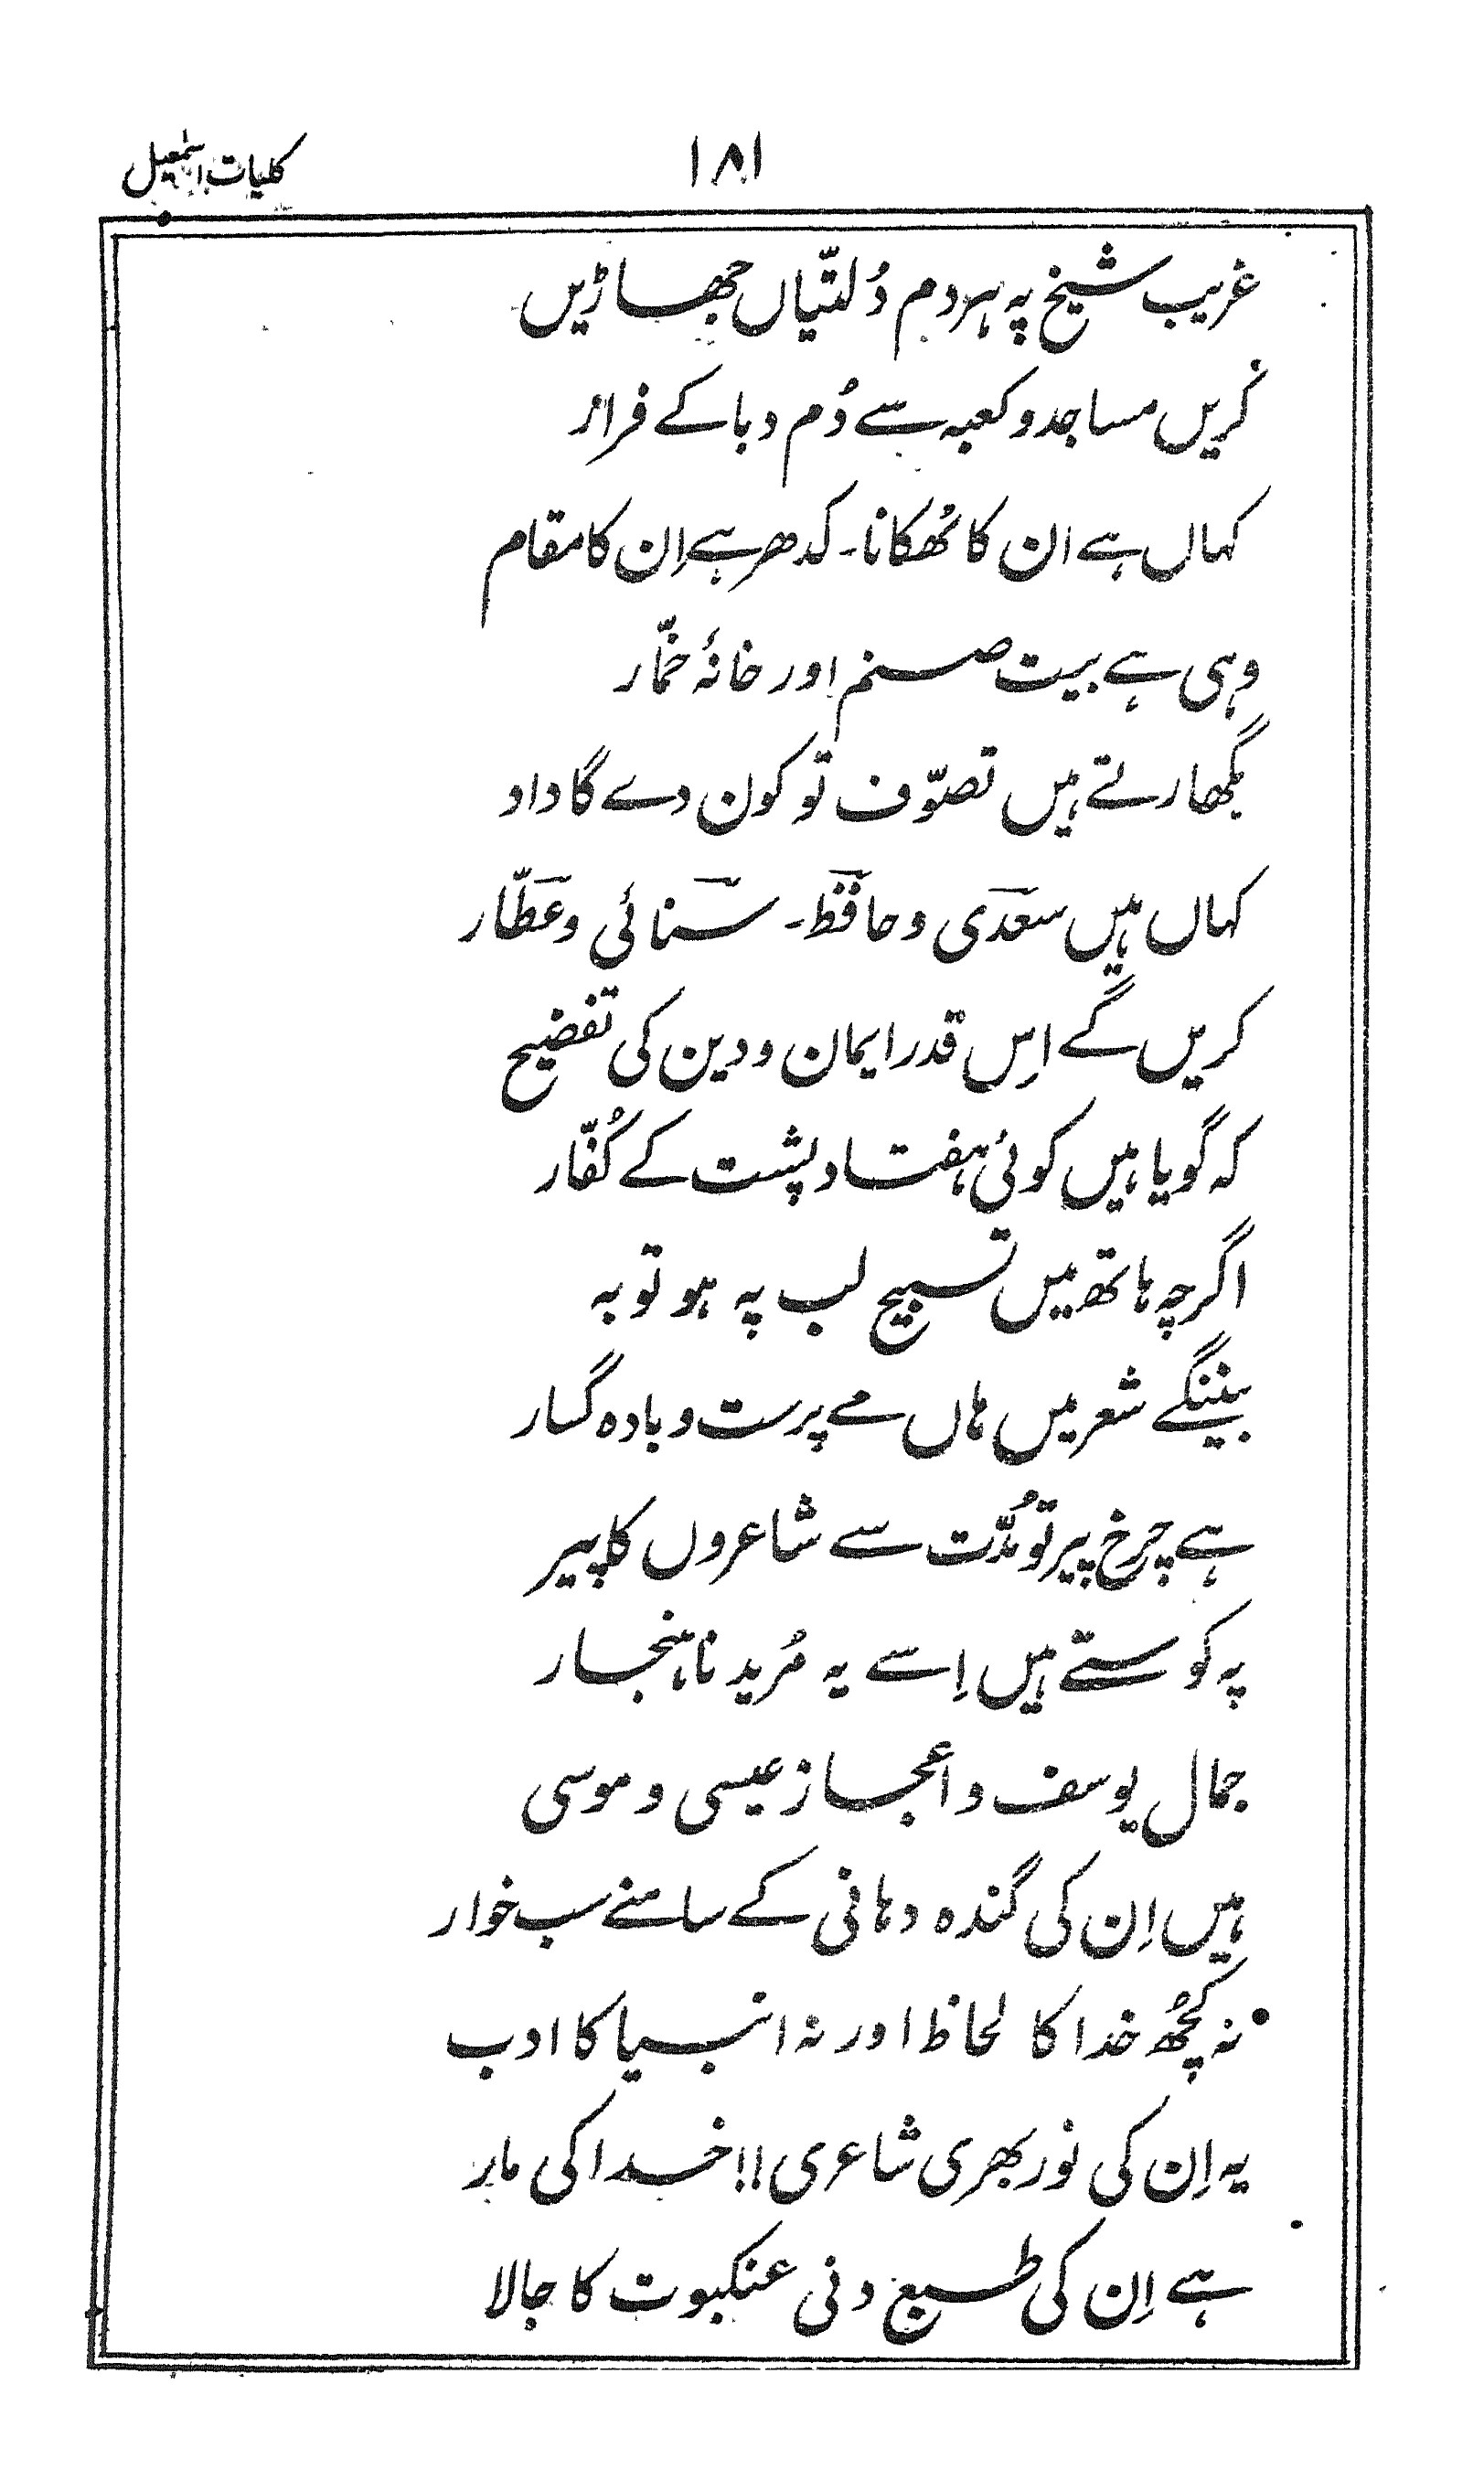 ۱۸۱
کلیات اسمٰعیل
غریب شیخ پہ ہر دم دُلتّیاں جھاڑیں
کریں مساجد و کعبہ سے دُم دبا کے فرار
کہاں ہے ان کا ٹھکانا۔ کدھر ہے اِن کا مقام
وہی ہے بیت صنم اور خانۂ خمّار
بگھارتے ہیں تصوّف تو کون دے گا داد
کہاں ہیں سعدی و حافظ۔ سنائی و عطّار
کریں گے اِس قدر ایمان و دین کی تفضیح
کہ گویا ہیں کوئی ہفتاد پشت کے کُفّار
اگرچہ ہاتھ میں تسبیح لب پہ ہو توبہ
بنینگے شعر میں ہاں مے پرست و بادہ گسار
ہے چرخ پیر تو مُدّت سے شاعروں کا پیر
پہ کوستے ہیں اِسے یہ مُرید ناہنجار
جمال یوسف و اعجاز عیسی و موسی
ہیں اِن کی گندہ دہانی کے سامنے سب خوار
نہ کچُھ خدا کا لحاظ اور نہ انبیا کا ادب
یہ اِن کی نور بھری شاعری!! خدا کی مار
ہے اِن کی طبع دنی عنکبوت کا جالا